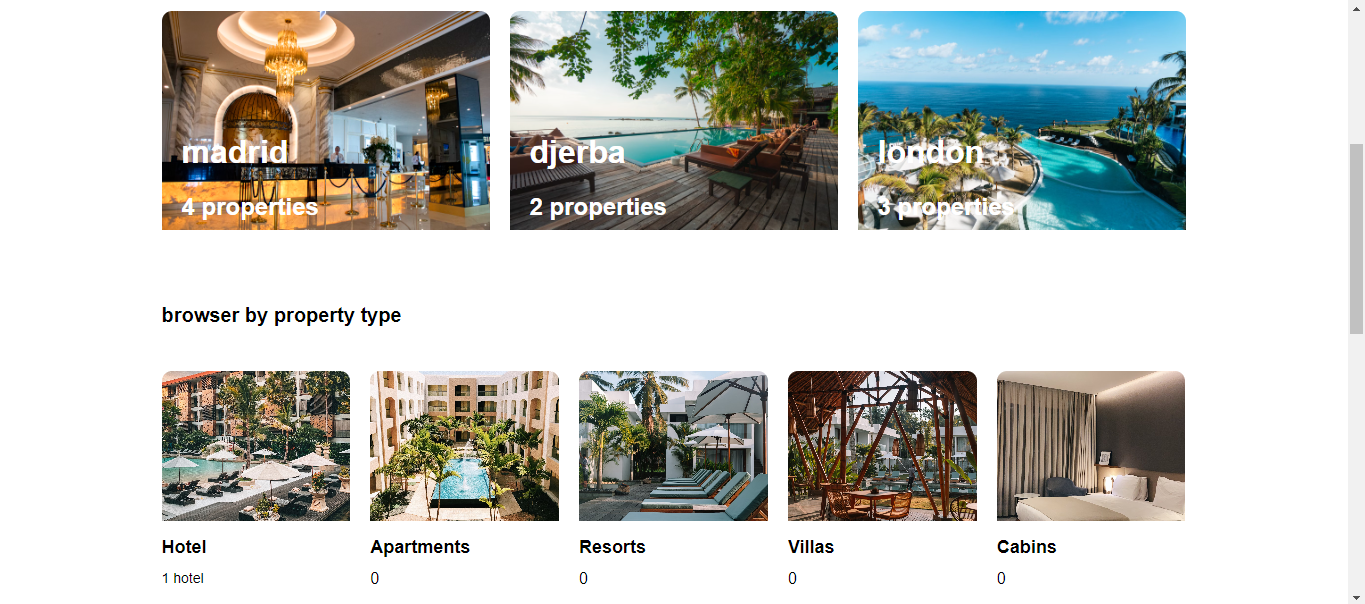 madrid
4 properties
djerba
2 properties
london
3 properties
browser by property type
Hotel
1 hotel
Apartments
0
Resorts
0
Villas
0
Cabins
0